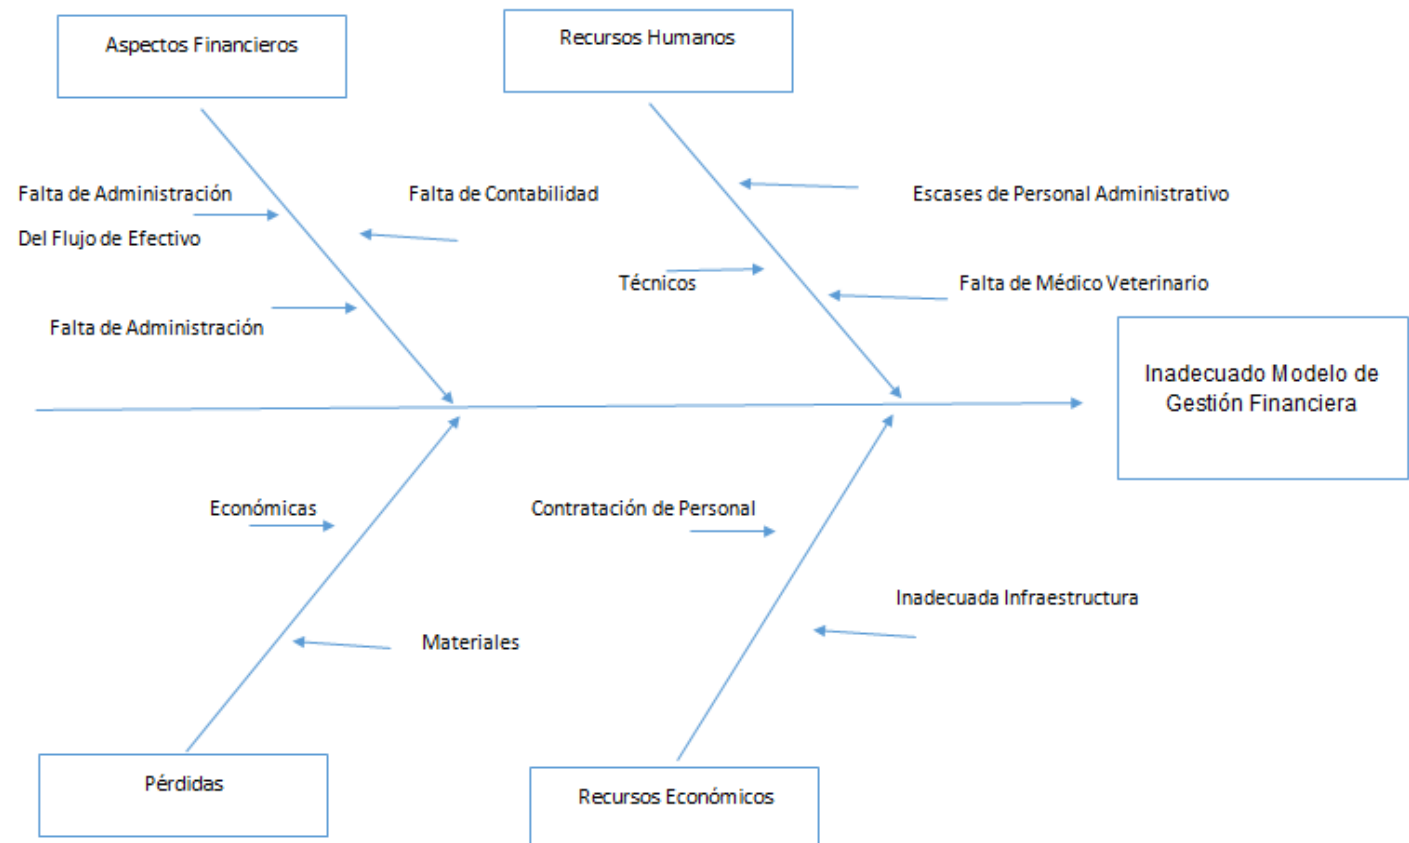 Aspectos Financieros
Recursos Humanos
Falta de Administración
Del Flujo de Efectivo
Falta de Contabilidad
Escases de Personal Administrativo
Técnicos
Falta de Médico Veterinario
Falta de Administración
Inadecuado Modelo de
Gestión Financiera
Económicas
Contratación de Personal
Inadecuada Infraestructura
Materiales
Pérdidas
Recursos Económicos